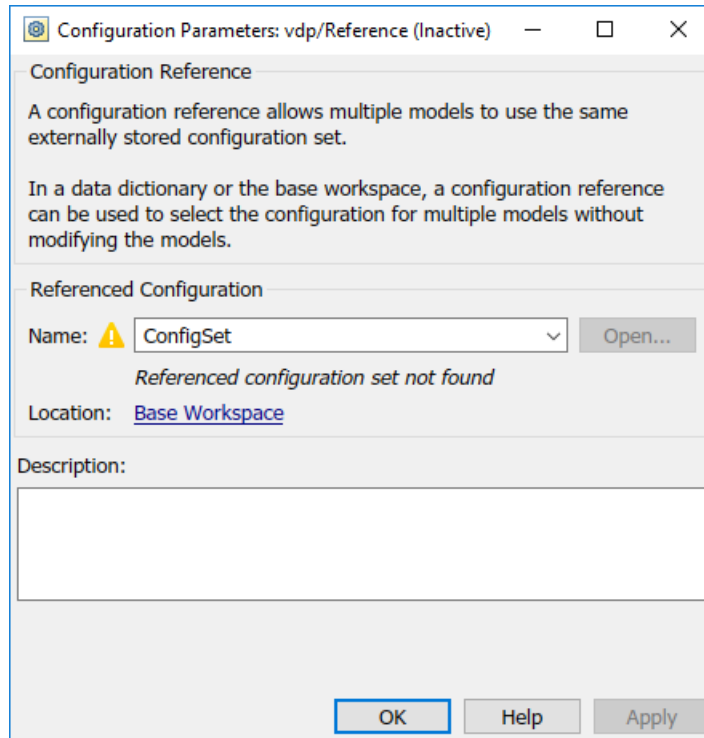 Configuration Parameters: vdp/Reference (Inactive)
Configuration Reference
A configuration reference allows multiple models to use the same
externally stored configuration set.
In a data dictionary or the base workspace, a configuration reference
can be used to select the configuration for multiple models without
modifying the models.
Referenced Configuration
Name: ConfigSet Open...
Referenced configuration set not found
Location: Base Workspace
Description:
OK Help Apply